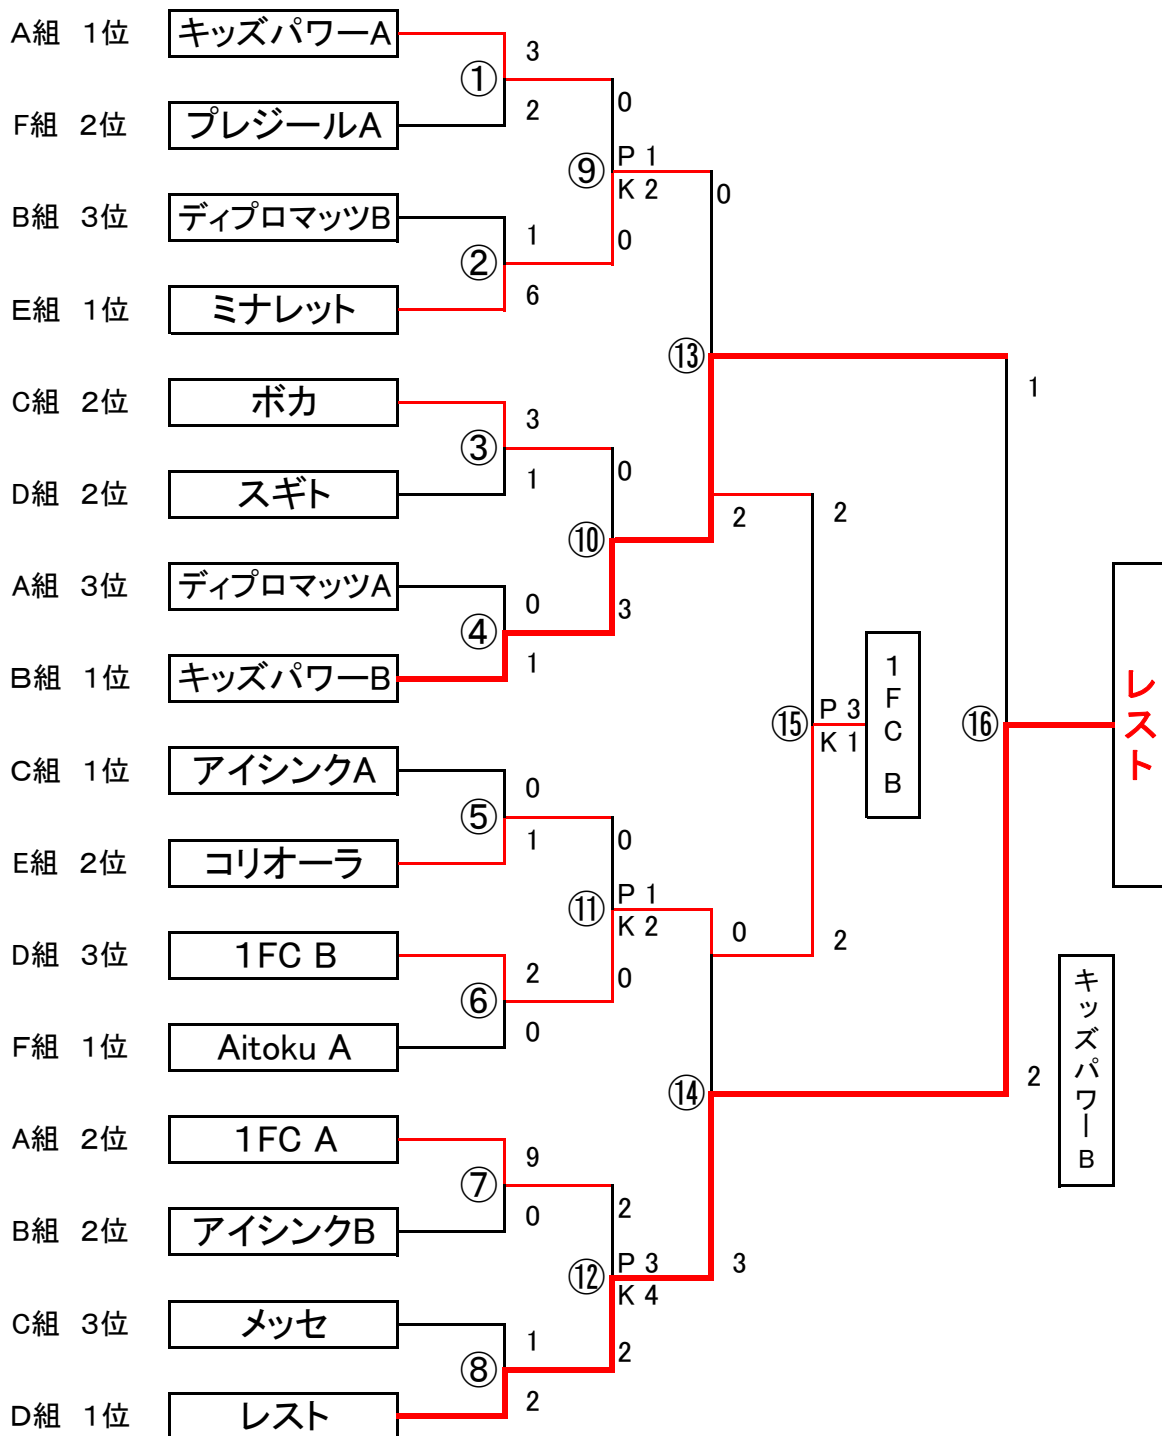 A組 1位 キッズパワーA
3
①
2
F組 2位 プレジールA
0
⑨
P 1
K 2
0
0
B組 3位 ディプロマッツB
1
②
6
E組 1位 ミナレット
⑬
1
C組 2位 ボカ
3
③
1
D組 2位 スギト
0
⑩
3
2
2
A組 3位 ディプロマッツA
0
④
1
B組 1位 キッズパワーB
⑮
P 3
K 1
1FC B
⑯
レスト
C組 1位 アイシンクA
0
⑤
1
E組 2位 コリオーラ
0
⑪
P 1
K 2
0
0
2
D組 3位 1FC B
2
⑥
0
F組 1位 Aitoku A
⑭
2
キッズパワーB
A組 2位 1FC A
9
⑦
0
B組 2位 アイシンクB
2
⑫
P 3
K 4
2
3
C組 3位 メッセ
1
⑧
2
D組 1位 レスト